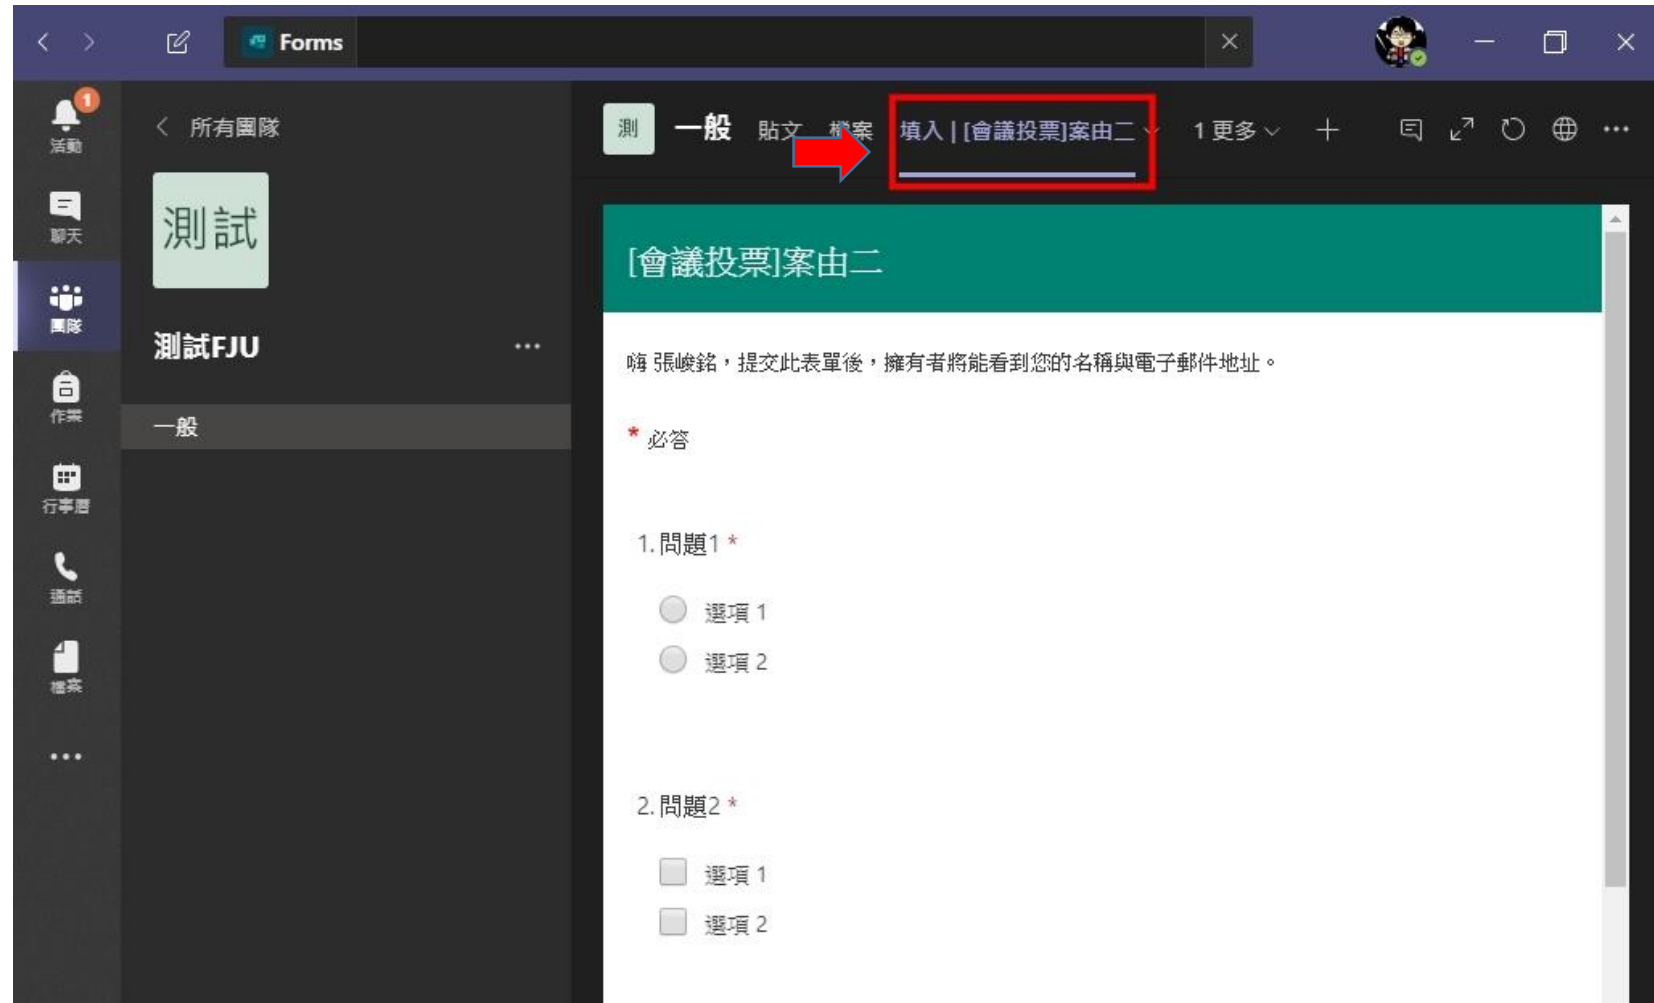 Forms
1
活動
聊天
團隊
作業
行事曆
通話
檔案
所有團隊
測試
測試FJU
一般
測 一般 貼文 檔案 填入 | [會議投票]案由二 1 更多
[會議投票]案由二
嗨 張峻銘，提交此表單後，擁有者將能看到您的名稱與電子郵件地址。
* 必答
1. 問題1 *
選項 1
選項 2
2. 問題2 *
選項 1
選項 2